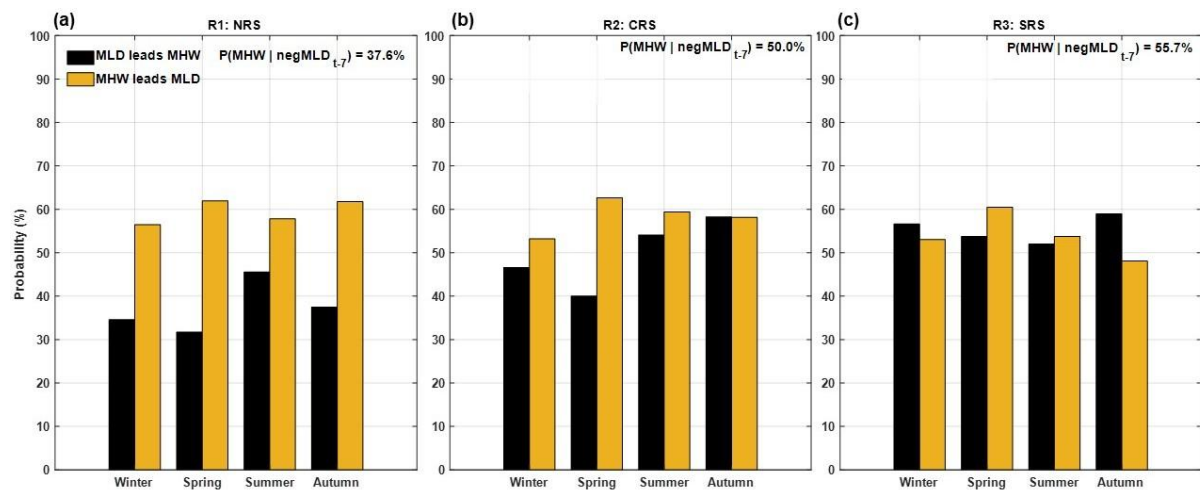 (a)
R1: NRS
MLD leads MHW
MHW leads MLD
P(MHW | negMLD t-7) = 37.6%
Probability (%)
100
90
80
70
60
50
40
30
20
10
0
Winter Spring Summer Autumn
(b)
R2: CRS
P(MHW | negMLD t-7) = 50.0%
100
90
80
70
60
50
40
30
20
10
0
Winter Spring Summer Autumn
(c)
R3: SRS
P(MHW | negMLD t-7) = 55.7%
100
90
80
70
60
50
40
30
20
10
0
Winter Spring Summer Autumn